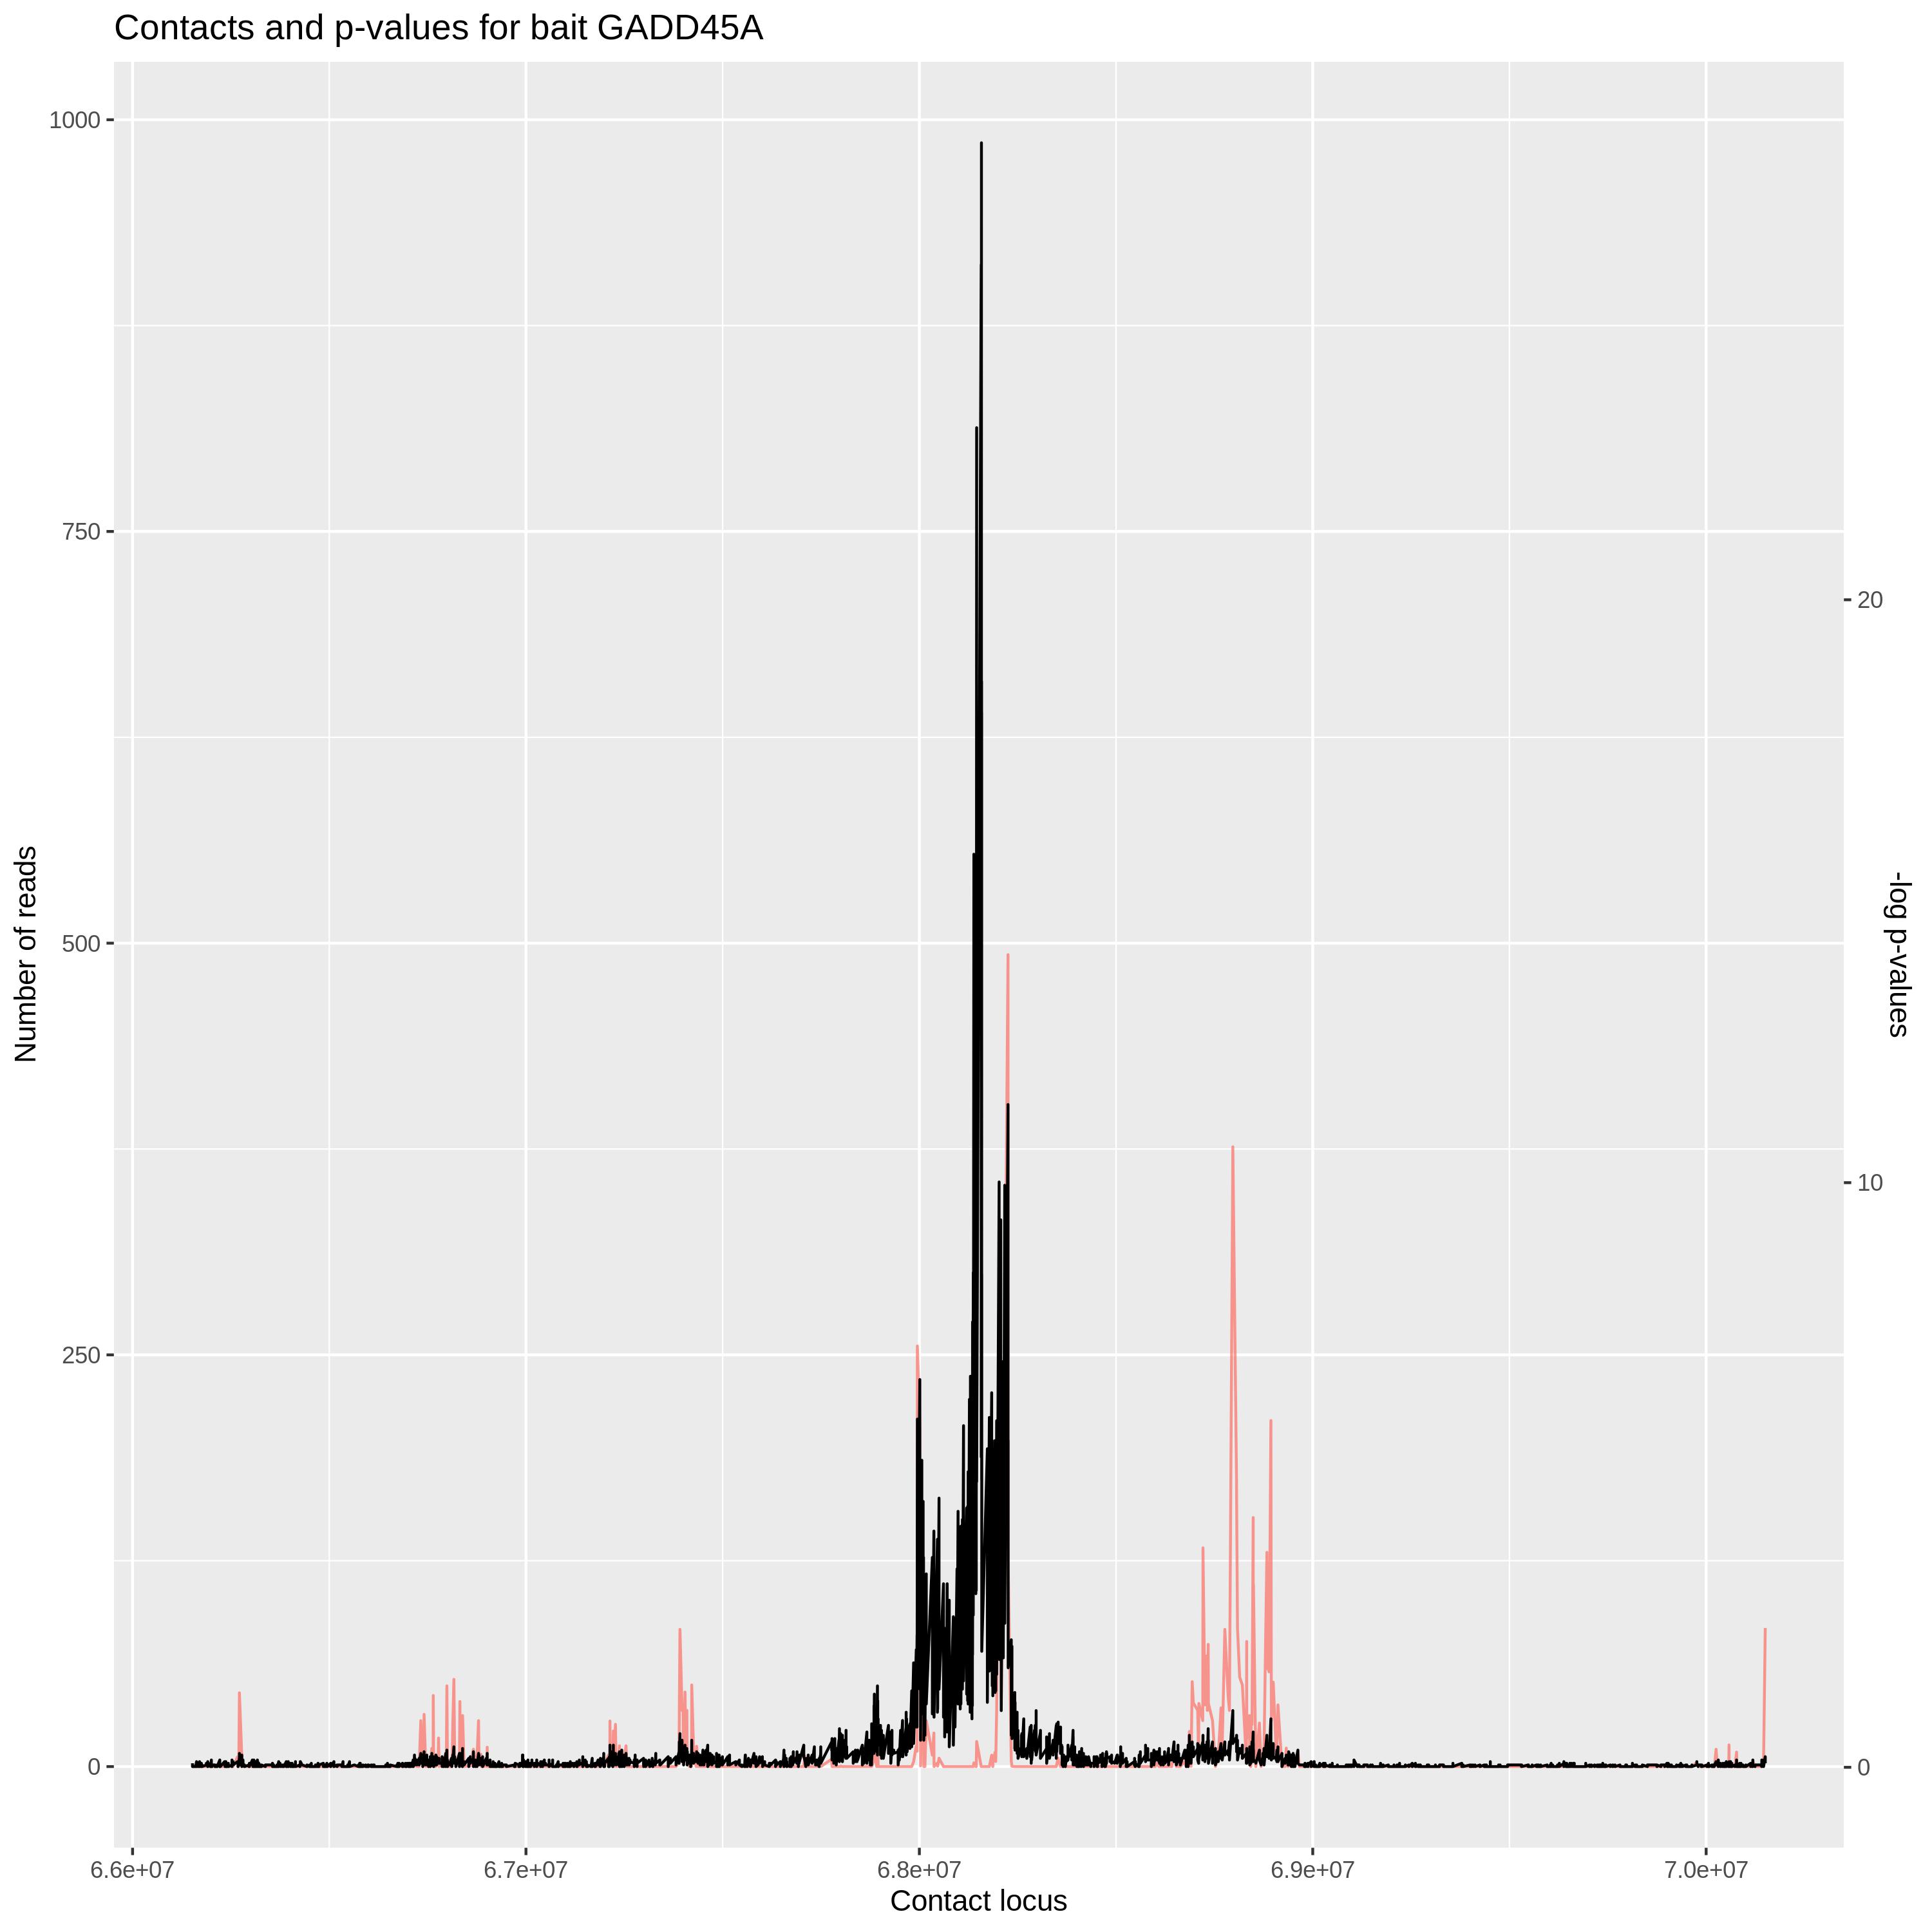 Contacts and p-values for bait GADD45A
1000
750
500
250
0
Number of reads
20
10
0
-log p-values
6.6e+07
6.7e+07
6.8e+07
6.9e+07
7.0e+07
Contact locus